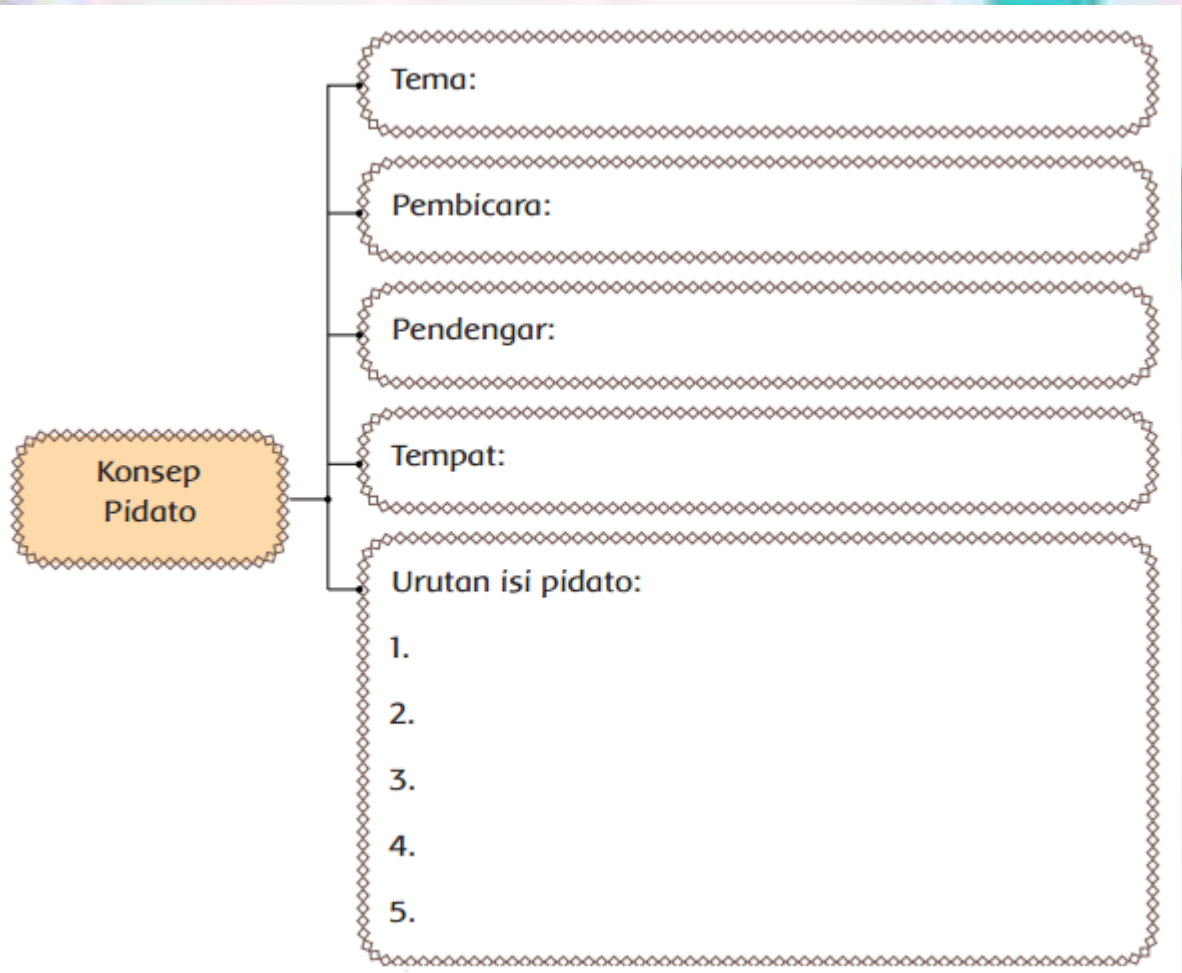 Tema:
Pembicara:
Pendengar:
Tempat:
Konsep
Pidato
Urutan isi pidato:
1.
2.
3.
4.
5.